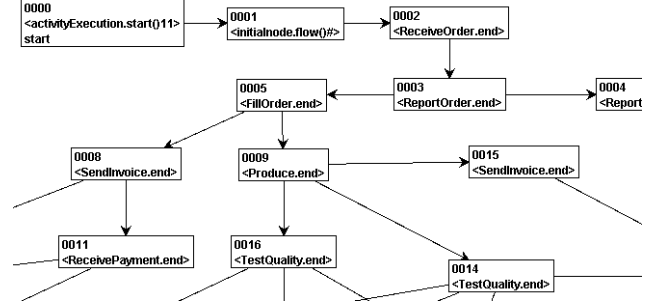 0000
<activityExecution.start()11>
start
0001
<initialnode.flow()#>
0002
<ReceiveOrder.end>
0005
<FillOrder.end>
0003
<ReportOrder.end>
0004
<Report
0008
<SendInvoice.end>
0009
<Produce.end>
0015
<SendInvoice.end>
0011
<ReceivePayment.end>
0016
<TestQuality.end>
0014
<TestQuality.end>